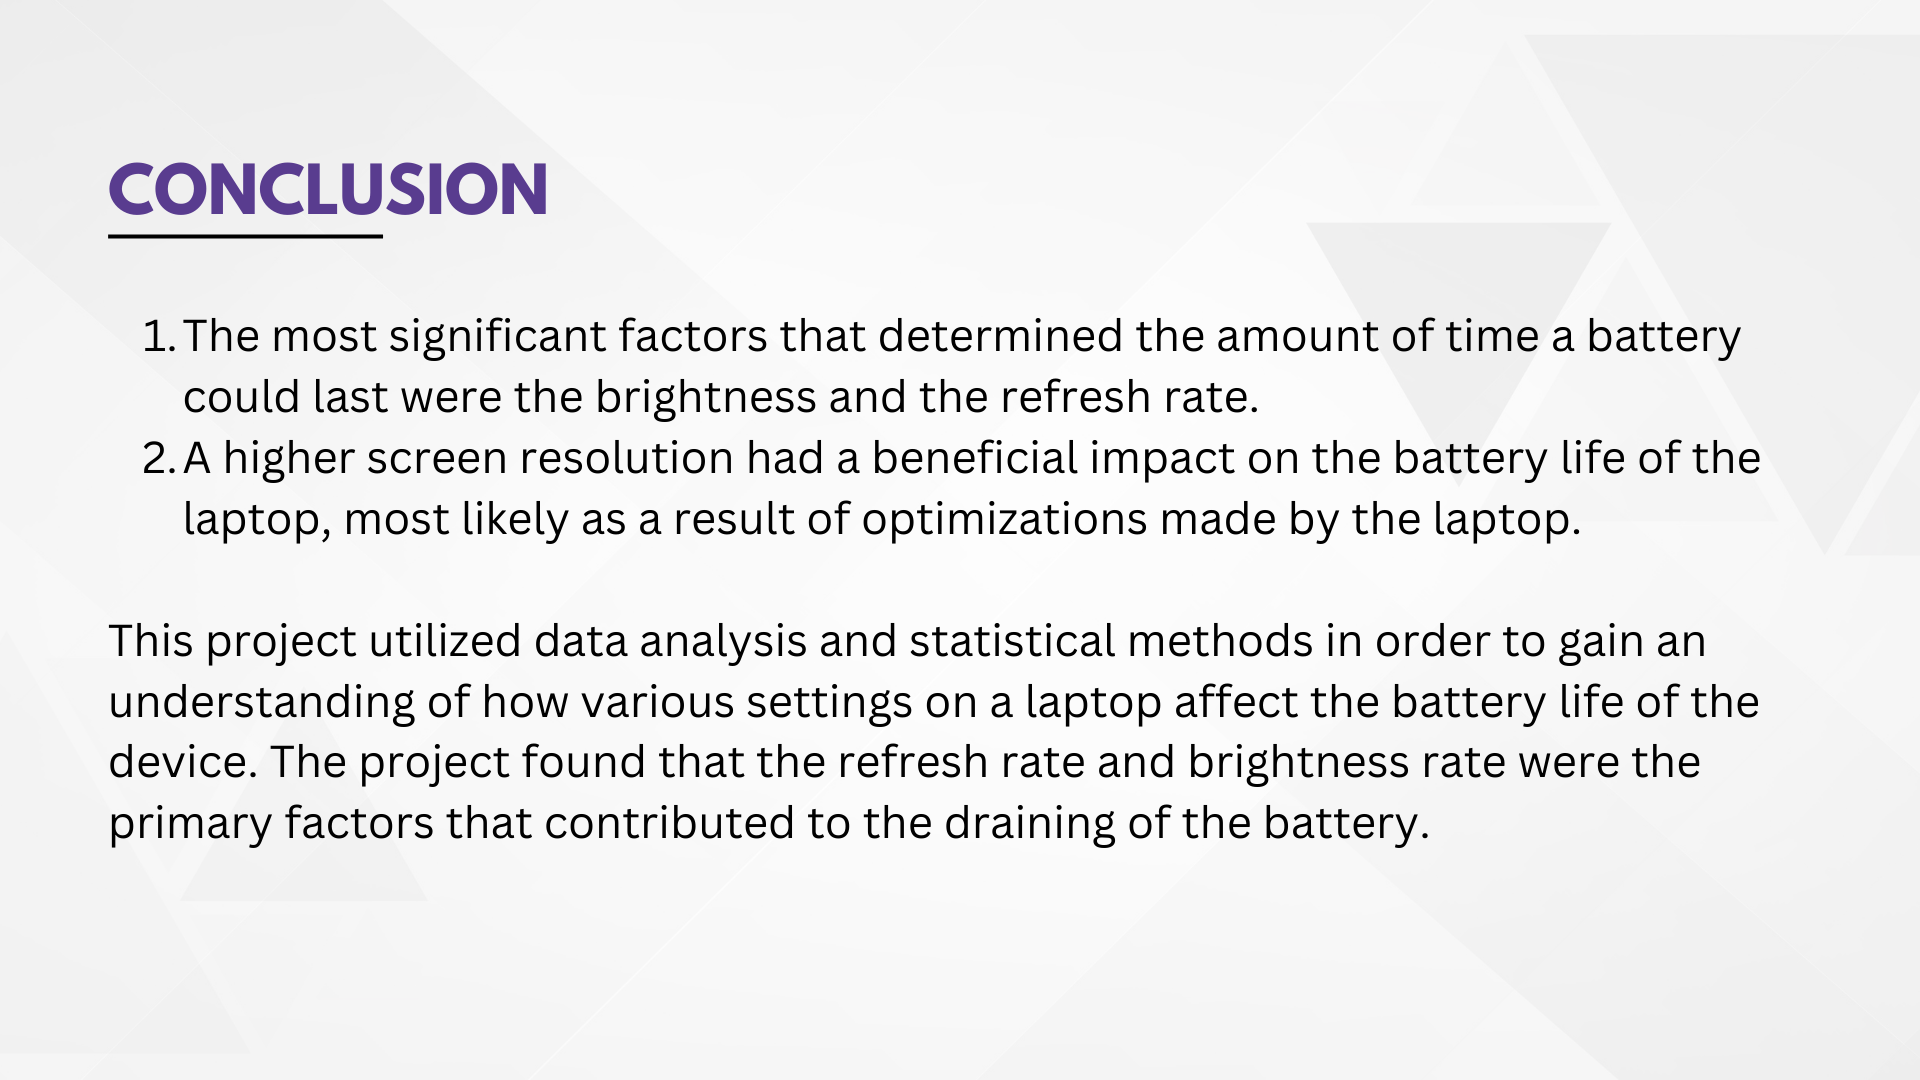 CONCLUSION
1. The most significant factors that determined the amount of time a battery
could last were the brightness and the refresh rate.
2. A higher screen resolution had a beneficial impact on the battery life of the
laptop, most likely as a result of optimizations made by the laptop.
This project utilized data analysis and statistical methods in order to gain an
understanding of how various settings on a laptop affect the battery life of the
device. The project found that the refresh rate and brightness rate were the
primary factors that contributed to the draining of the battery.